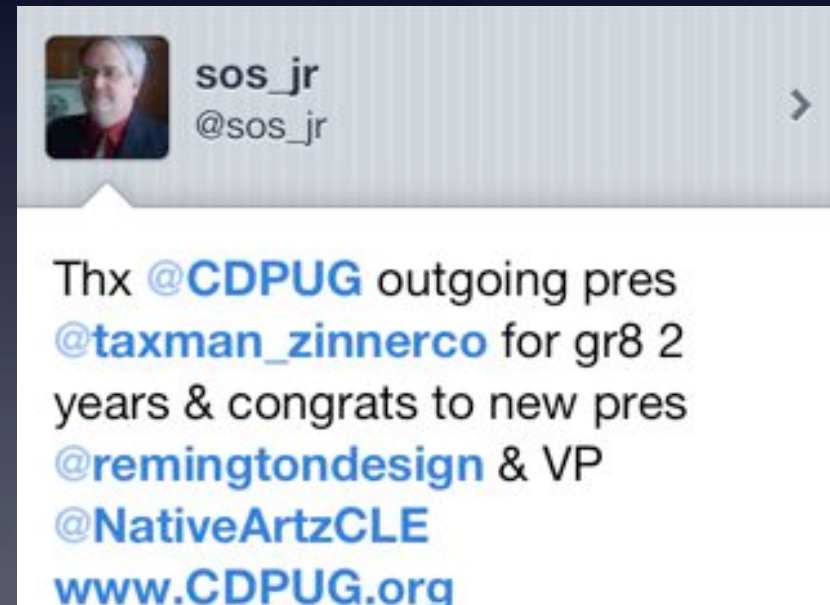 sos_jr
@sos_jr
Thx @CDPUG outgoing pres
@taxman_zinnerco for gr8 2
years & congrats to new pres
@remingtondesign & VP
@NativeArtzCLE
www.CDPUG.org